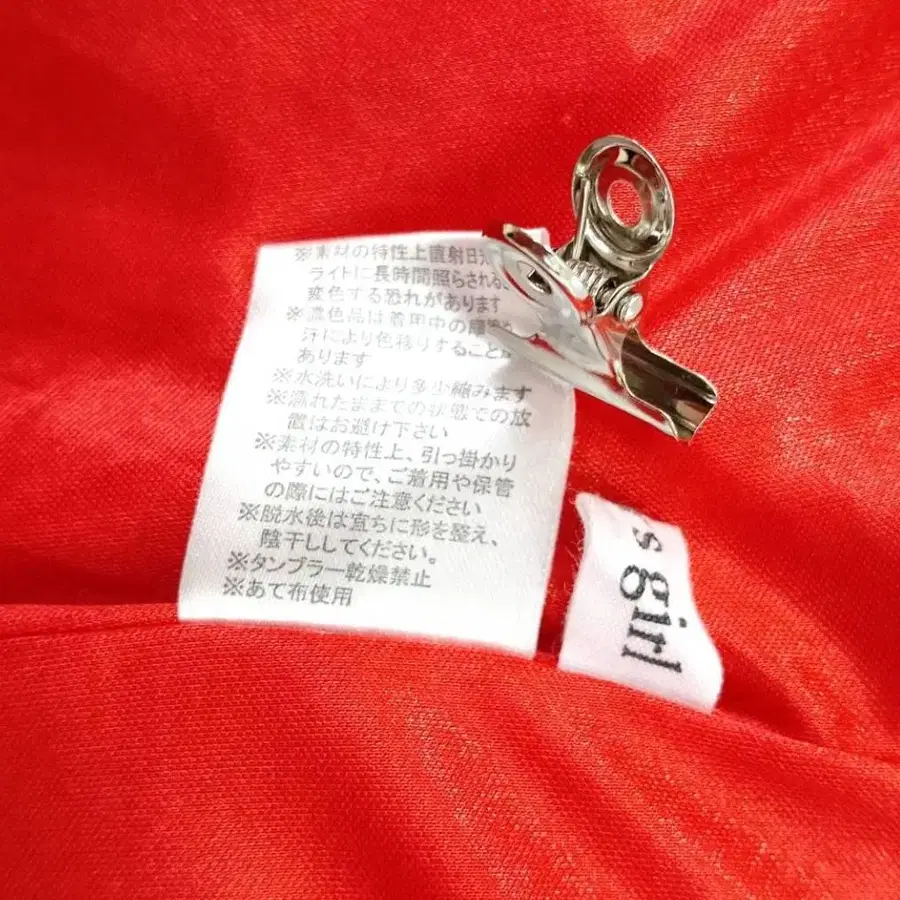 ※素材の特性上直射日光
ライトに長時間照らされ
変色する恐れがあります
※濃色品は着用中の摩
汗により色移りすることが
あります
※水洗いにより多少縮みます
※濡れたままでの状態での放
置はお避け下さい
※素材の特性上、引っ掛かり
やすいので、ご着用や保管
の際にはご注意ください
※脱水後は直ちに形を整え、
陰干ししてください。
※タンブラー乾燥禁止
※あて布使用
s girl